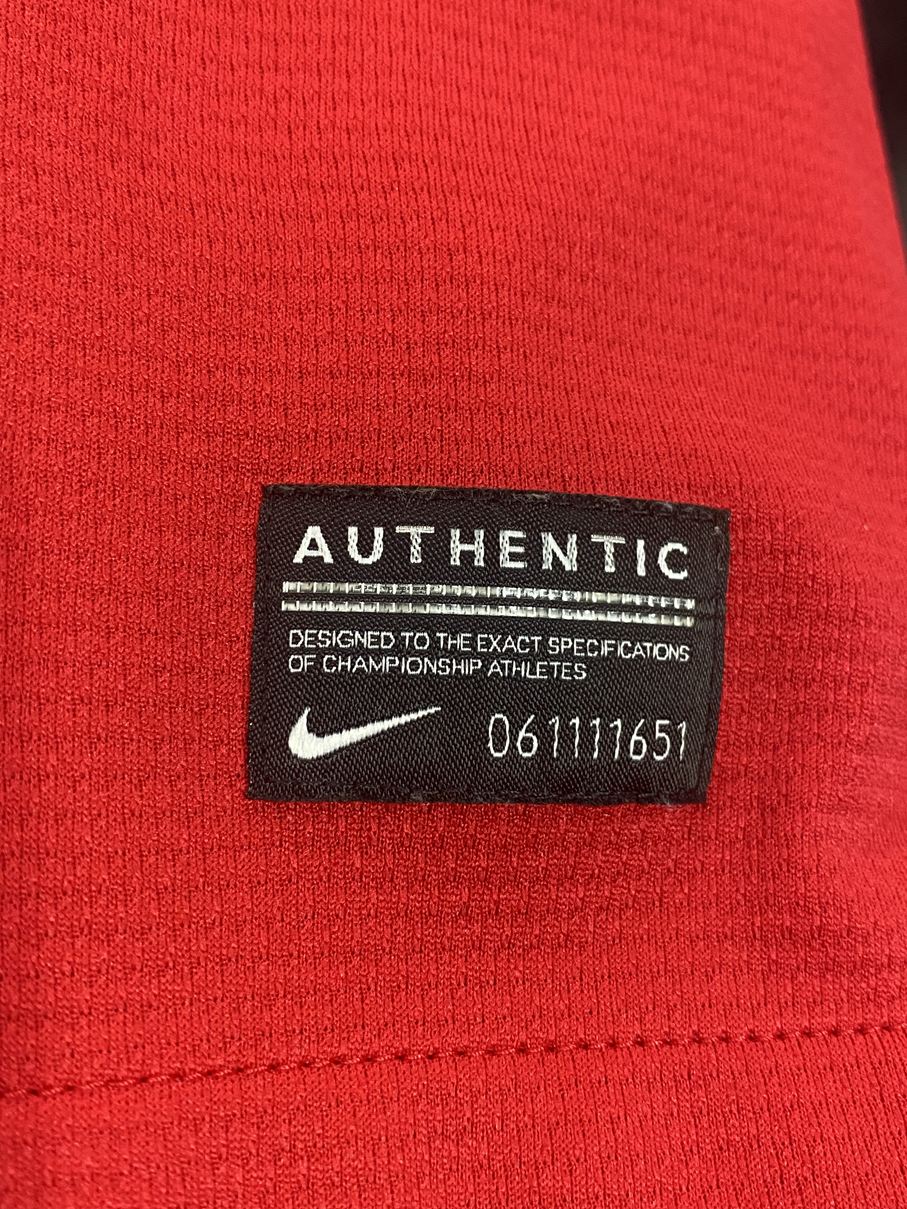 AUTHENTIC
DESIGNED TO THE EXACT SPECIFICATIONS
OF CHAMPIONSHIP ATHLETES
061111651